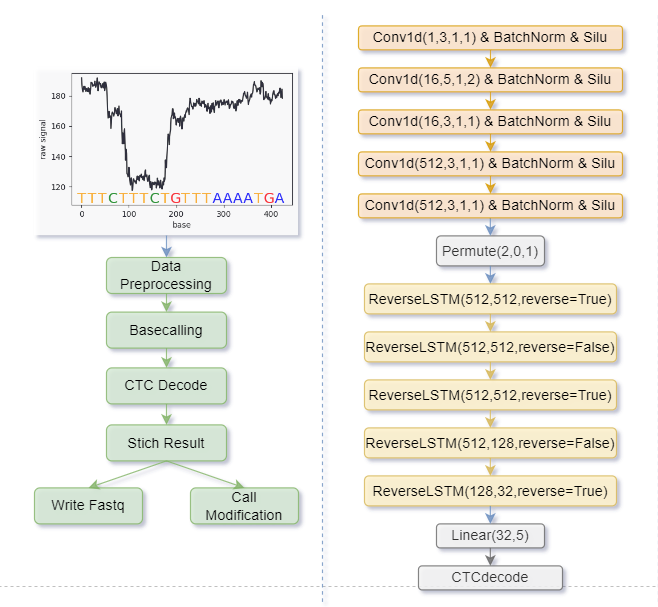 raw signal
180
160
140
120
TTTCTTTCTGTTTAAAATGA
0
100
200
300
400
base
Data
Preprocessing
Basecalling
CTC Decode
Stich Result
Write Fastq
Call
Modification
Conv1d(1,3,1,1) & BatchNorm & Silu
Conv1d(16,5,1,2) & BatchNorm & Silu
Conv1d(16,3,1,1) & BatchNorm & Silu
Conv1d(512,3,1,1) & BatchNorm & Silu
Conv1d(512,3,1,1) & BatchNorm & Silu
Permute(2,0,1)
ReverseLSTM(512,512,reverse=True)
ReverseLSTM(512,512,reverse=False)
ReverseLSTM(512,512,reverse=True)
ReverseLSTM(512,128,reverse=False)
ReverseLSTM(128,32,reverse=True)
Linear(32,5)
CTCdecode